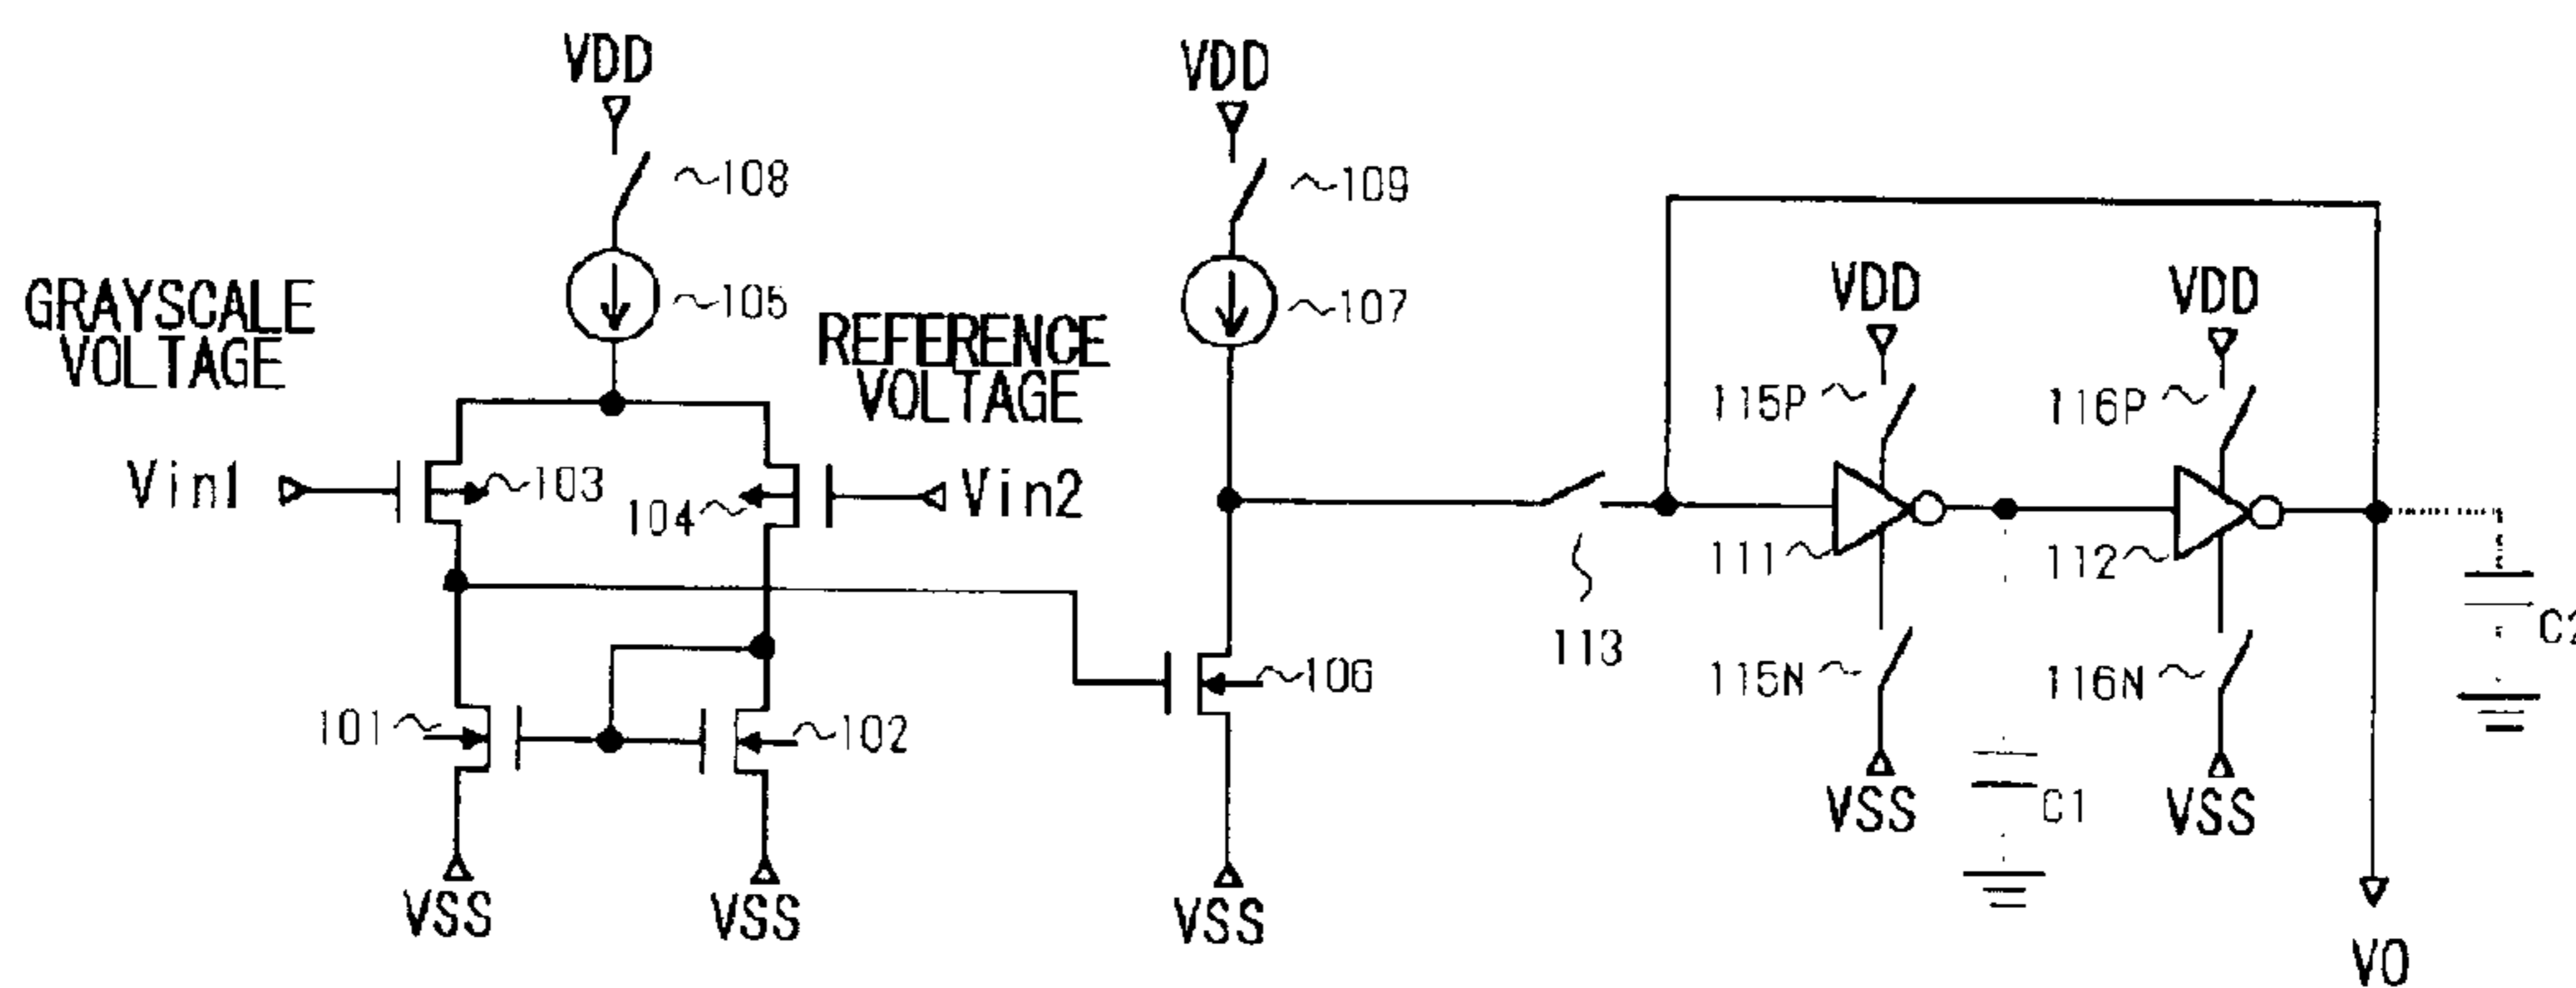 VDD
VDD
108
109
105
107
GRAYSCALE
VOLTAGE
REFERENCE
VOLTAGE
VDD
VDD
115P
116P
Vin1
103
104
Vin2
111
112
113
C2
106
115N
116N
101
102
VSS
VSS
C1
VSS
VSS
VSS
VO